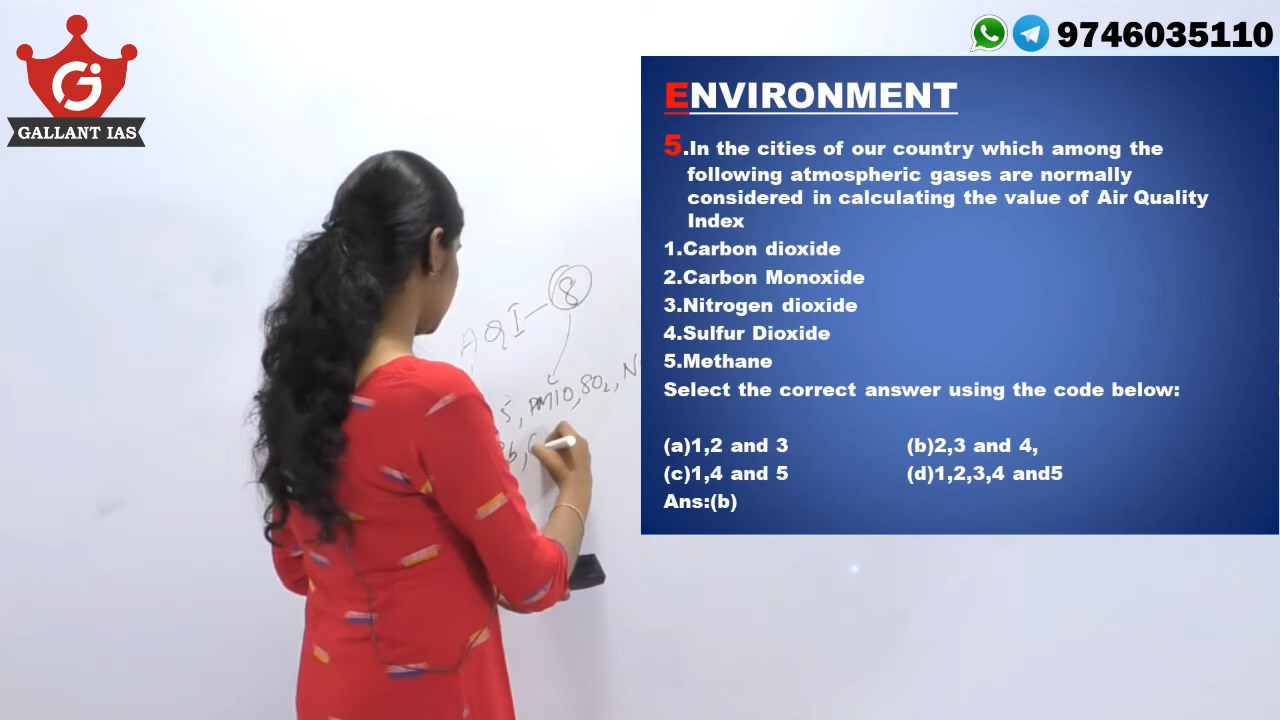 GALLANT IAS
9746035110
ENVIRONMENT
5.In the cities of our country which among the
following atmospheric gases are normally
considered in calculating the value of Air Quality
Index
1.Carbon dioxide
2.Carbon Monoxide
3.Nitrogen dioxide
4.Sulfur Dioxide
5.Methane
Select the correct answer using the code below:
(a)1,2 and 3 (b)2,3 and 4,
(c)1,4 and 5 (d)1,2,3,4 and5
Ans:(b)
AQI-8
5, PM10, SO2, N
b,